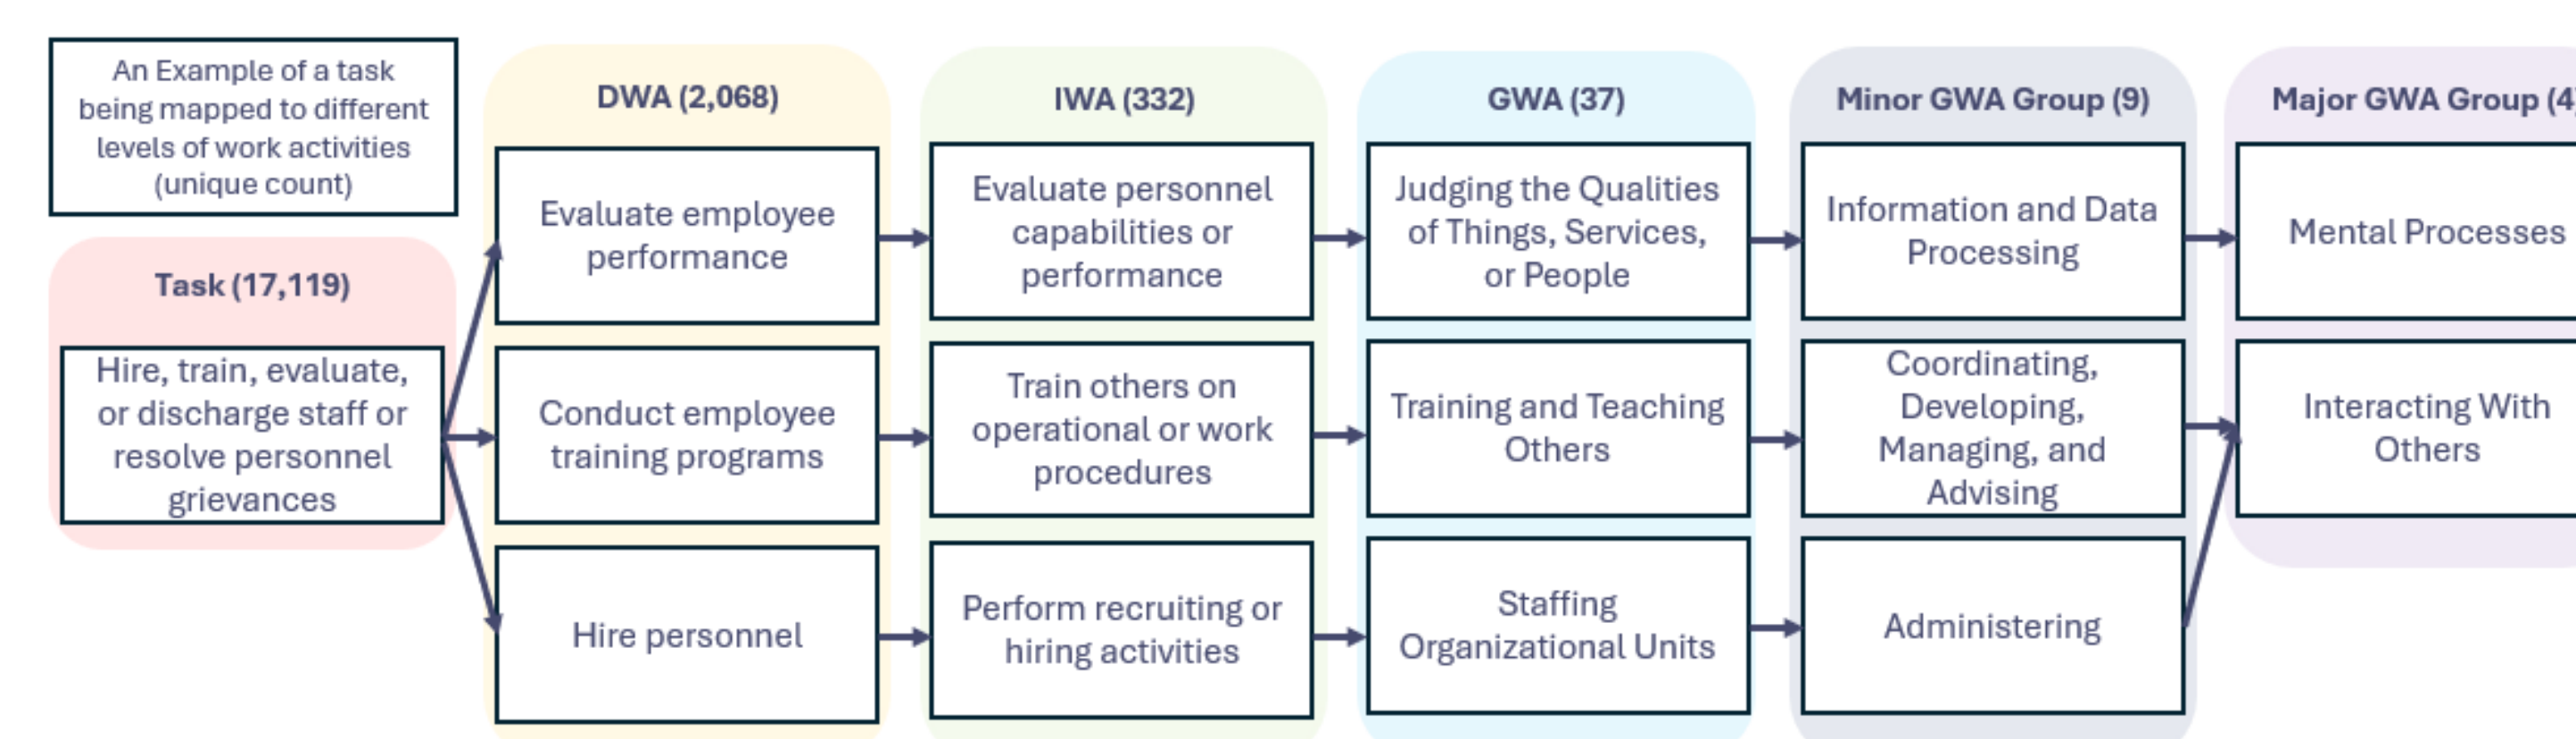 An Example of a task
being mapped to different
levels of work activities
(unique count)
Task (17,119)
Hire, train, evaluate,
or discharge staff or
resolve personnel
grievances
DWA (2,068)
Evaluate employee
performance
Conduct employee
training programs
Hire personnel
IWA (332)
Evaluate personnel
capabilities or
performance
Train others on
operational or work
procedures
Perform recruiting or
hiring activities
GWA (37)
Judging the Qualities
of Things, Services,
or People
Training and Teaching
Others
Staffing
Organizational Units
Minor GWA Group (9)
Information and Data
Processing
Coordinating,
Developing,
Managing, and
Advising
Administering
Major GWA Group (4)
Mental Processes
Interacting With
Others